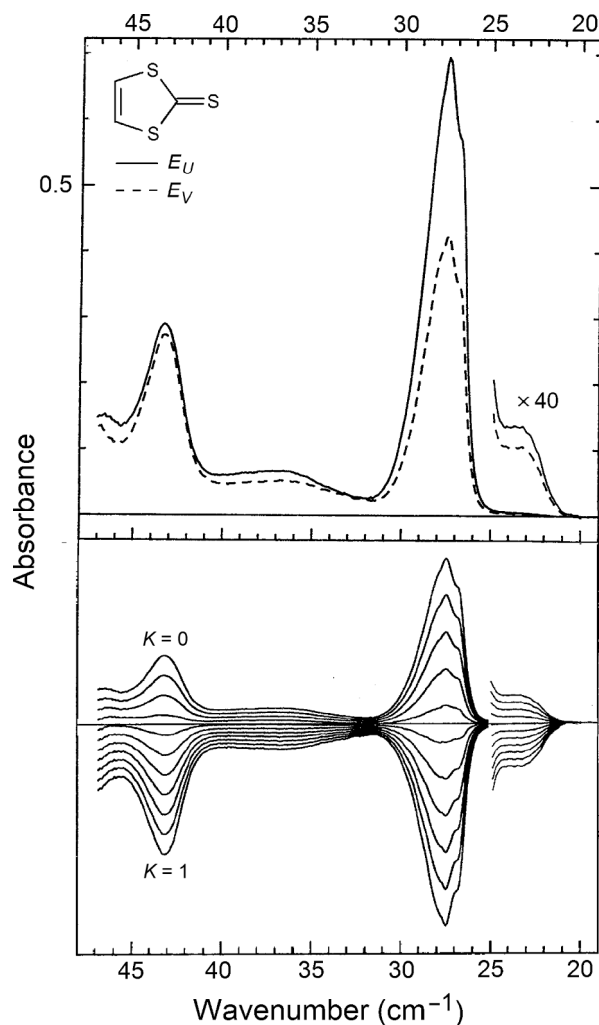 45 40 35 30 25 20
S
S
S
E_U
E_V
0.5
× 40
Absorbance
K = 0
K = 1
45 40 35 30 25 20
Wavenumber (cm⁻¹)